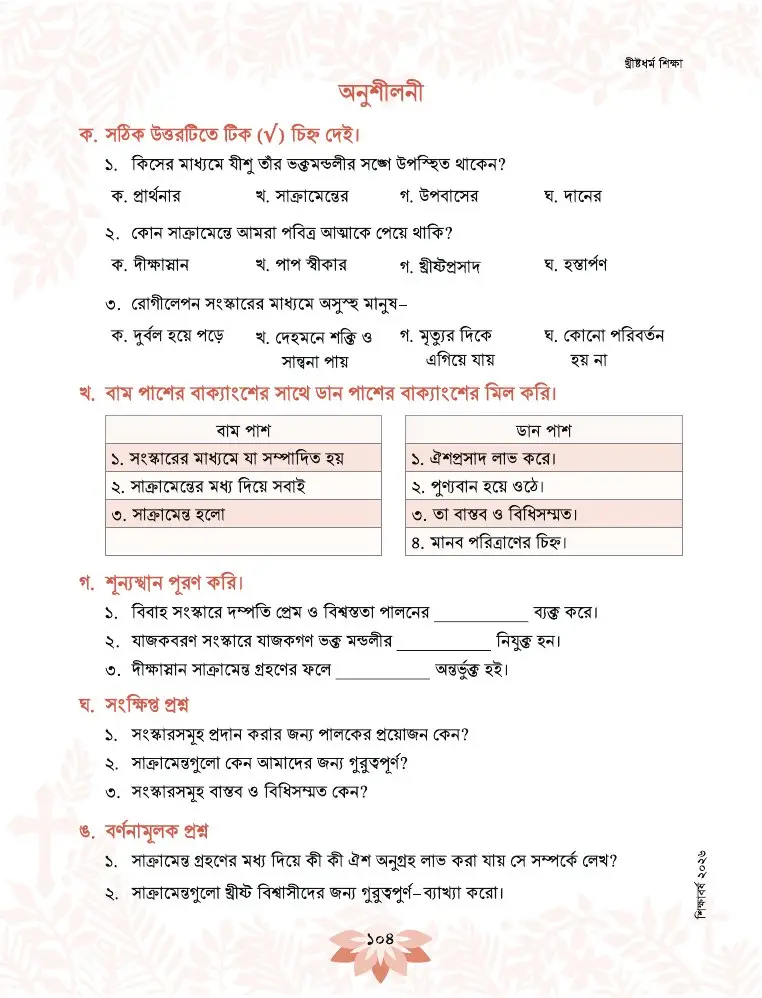 খ্রীষ্টধর্ম শিক্ষা
অনুশীলনী
ক. সঠিক উত্তরটিতে টিক (√) চিহ্ন দেই।
১. কিসের মাধ্যমে যীশু তাঁর ভক্তমন্ডলীর সঙ্গে উপস্থিত থাকেন?
ক. প্রার্থনার খ. সাক্রামেন্তের গ. উপবাসের ঘ. দানের
২. কোন সাক্রামেন্তে আমরা পবিত্র আত্মাকে পেয়ে থাকি?
ক. দীক্ষাস্নান খ. পাপ স্বীকার গ. খ্রীষ্টপ্রসাদ ঘ. হস্তার্পণ
৩. রোগীলেপন সংস্কারের মাধ্যমে অসুস্থ মানুষ–
ক. দুর্বল হয়ে পড়ে খ. দেহমনে শক্তি ও গ. মৃত্যুর দিকে ঘ. কোনো পরিবর্তন
সান্ত্বনা পায় এগিয়ে যায় হয় না
খ. বাম পাশের বাক্যাংশের সাথে ডান পাশের বাক্যাংশের মিল করি।
বাম পাশ ডান পাশ
১. সংস্কারের মাধ্যমে যা সম্পাদিত হয় ১. ঐশপ্রসাদ লাভ করে।
২. সাক্রামেন্তের মধ্য দিয়ে সবাই ২. পুণ্যবান হয়ে ওঠে।
৩. সাক্রামেন্ত হলো ৩. তা বাস্তব ও বিধিসম্মত।
৪. মানব পরিত্রাণের চিহ্ন।
গ. শূন্যস্থান পূরণ করি।
১. বিবাহ সংস্কারে দম্পতি প্রেম ও বিশ্বস্ততা পালনের ____________ ব্যক্ত করে।
২. যাজকবরণ সংস্কারে যাজকগণ ভক্ত মন্ডলীর ____________ নিযুক্ত হন।
৩. দীক্ষাস্নান সাক্রামেন্ত গ্রহণের ফলে ____________ অন্তর্ভুক্ত হই।
ঘ. সংক্ষিপ্ত প্রশ্ন
১. সংস্কারসমূহ প্রদান করার জন্য পালকের প্রয়োজন কেন?
২. সাক্রামেন্তগুলো কেন আমাদের জন্য গুরুত্বপূর্ণ?
৩. সংস্কারসমূহ বাস্তব ও বিধিসম্মত কেন?
ঙ. বর্ণনামূলক প্রশ্ন
১. সাক্রামেন্ত গ্রহণের মধ্য দিয়ে কী কী ঐশ অনুগ্রহ লাভ করা যায় সে সম্পর্কে লেখ?
২. সাক্রামেন্তগুলো খ্রীষ্ট বিশ্বাসীদের জন্য গুরুত্বপুর্ণ–ব্যাখ্যা করো।
শিক্ষাবর্ষ ২০২৬
১০৪